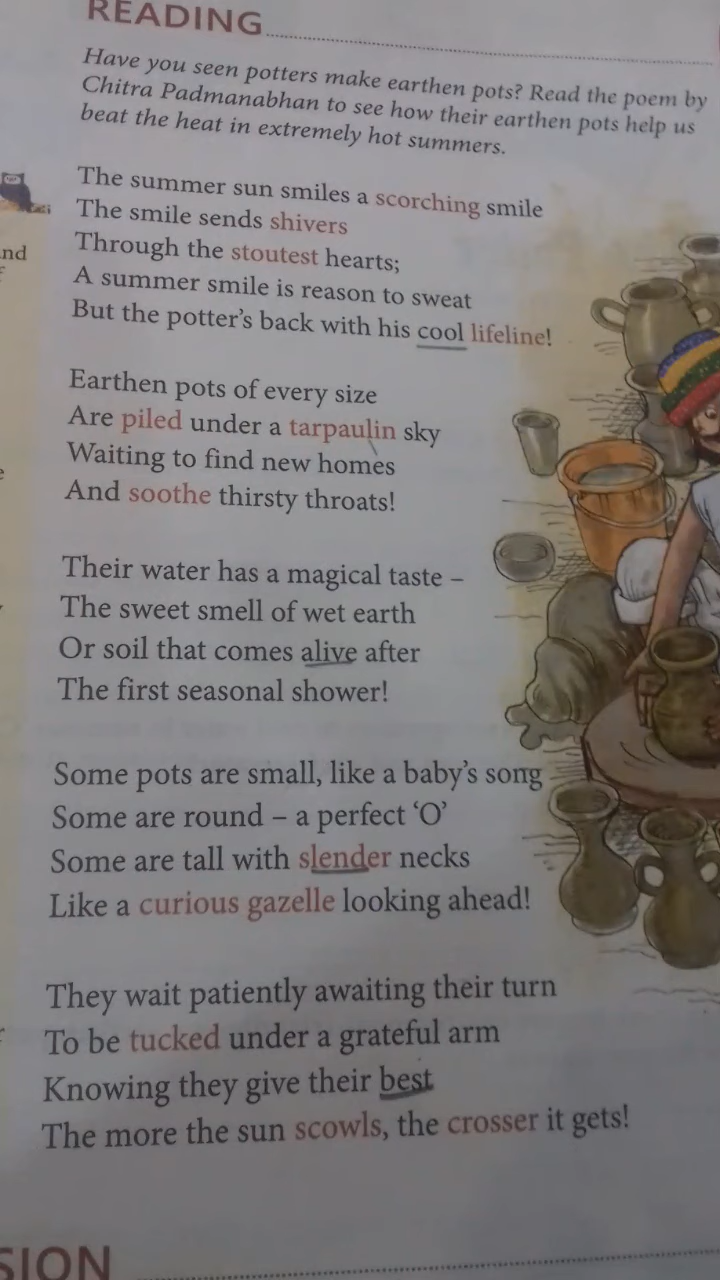 READING
Have you seen potters make earthen pots? Read the poem by
Chitra Padmanabhan to see how their earthen pots help us
beat the heat in extremely hot summers.
The summer sun smiles a scorching smile
The smile sends shivers
Through the stoutest hearts;
A summer smile is reason to sweat
But the potter's back with his cool lifeline!
Earthen pots of every size
Are piled under a tarpaulin sky
Waiting to find new homes
And soothe thirsty throats!
Their water has a magical taste –
The sweet smell of wet earth
Or soil that comes alive after
The first seasonal shower!
Some pots are small, like a baby's song
Some are round – a perfect ‘O’
Some are tall with slender necks
Like a curious gazelle looking ahead!
They wait patiently awaiting their turn
To be tucked under a grateful arm
Knowing they give their best
The more the sun scowls, the crosser it gets!
SION